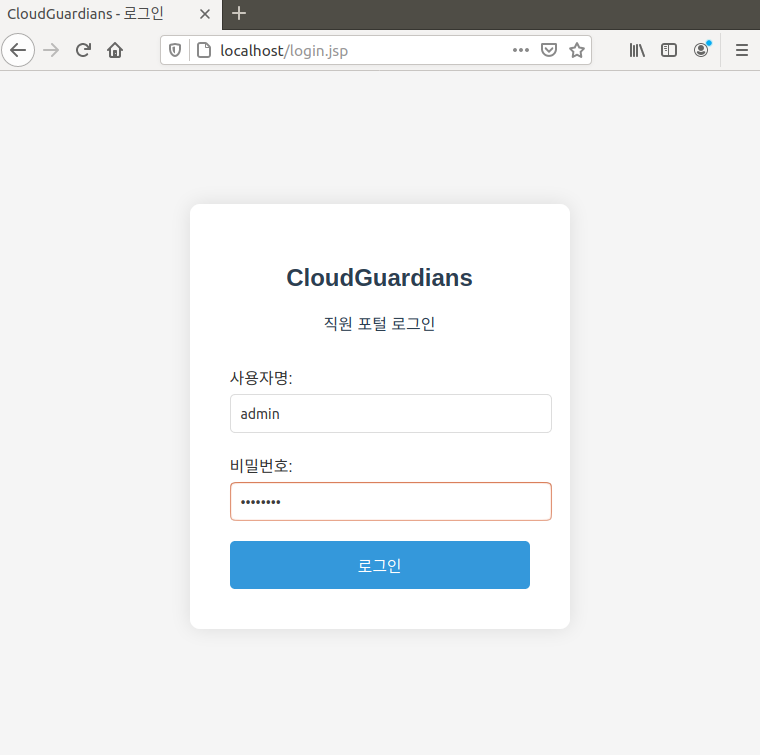 CloudGuardians - 로그인
localhost/login.jsp
CloudGuardians
직원 포털 로그인
사용자명:
admin
비밀번호:
••••••••
로그인